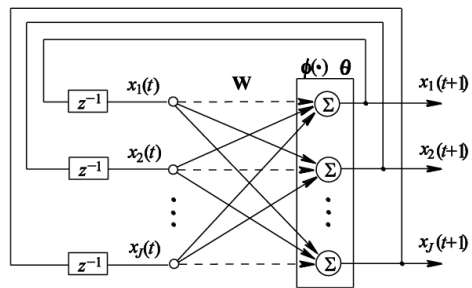 ϕ(·) θ
x₁(t) W x₁(t+1)
z⁻¹ Σ
x₂(t) x₂(t+1)
z⁻¹ Σ
x_J(t) x_J(t+1)
z⁻¹ Σ